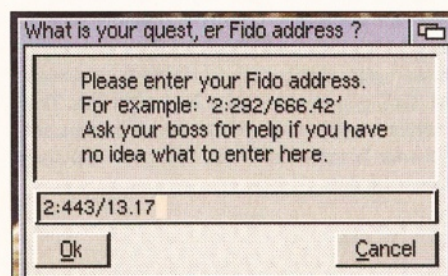 What is your quest, er Fido address ?
Please enter your Fido address.
For example: '2:292/666.42'
Ask your boss for help if you have
no idea what to enter here.
2:443/13.17
Ok
Cancel